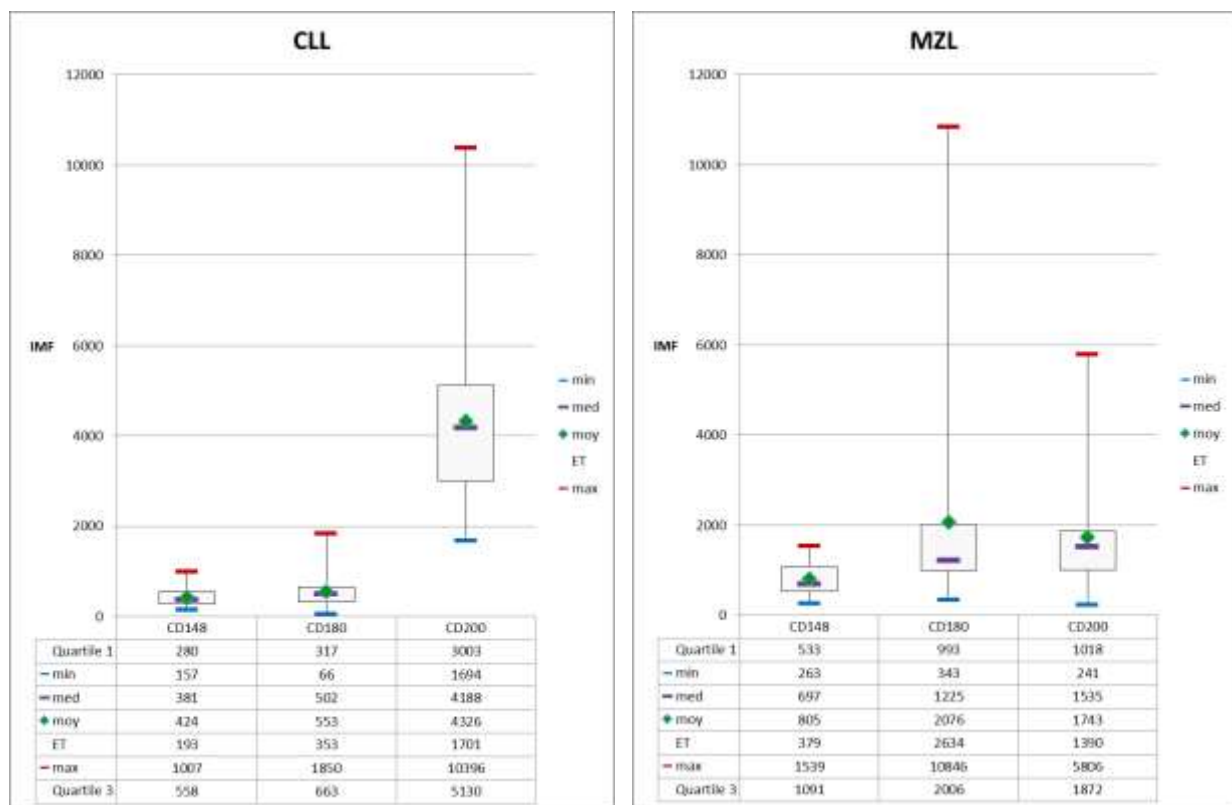 CLL
12000
10000
8000
6000
4000
2000
0
IMF
min
med
moy
ET
max
CD148 CD180 CD200
Quartile 1 280 317 3003
min 157 66 1694
med 381 502 4188
moy 424 553 4326
ET 193 353 1701
max 1007 1850 10396
Quartile 3 558 663 5130
MZL
12000
10000
8000
6000
4000
2000
0
IMF
min
med
moy
ET
max
CD148 CD180 CD200
Quartile 1 533 993 1018
min 263 343 241
med 697 1225 1535
moy 805 2076 1743
ET 379 2634 1390
max 1539 10846 5806
Quartile 3 1091 2006 1872